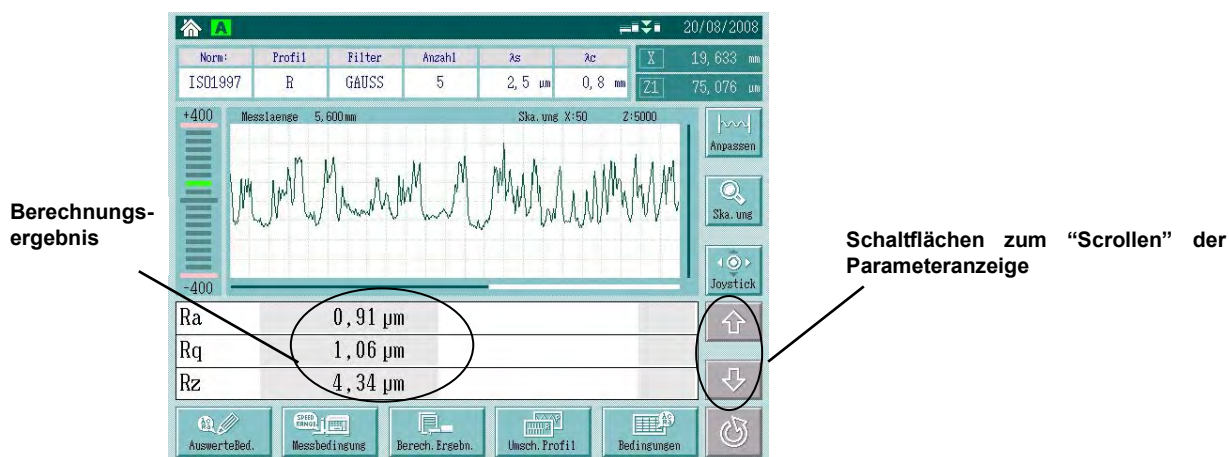 A
20/08/2008
Norm: Profil Filter Anzahl λs λc
ISO1997 R GAUSS 5 2,5 µm 0,8 mm
X 19,633 mm
Z1 75,076 µm
+400
Messlaenge 5,600mm Ska.ung X:50 Z:5000
-400
Anpassen
Ska.ung
Joystick
Berechnungs-
ergebnis
Schaltflächen zum “Scrollen” der
Parameteranzeige
Ra 0,91 µm
Rq 1,06 µm
Rz 4,34 µm
AuswerteBed. Messbedingung Berech.Ergebn. Umsch.Profil Bedingungen